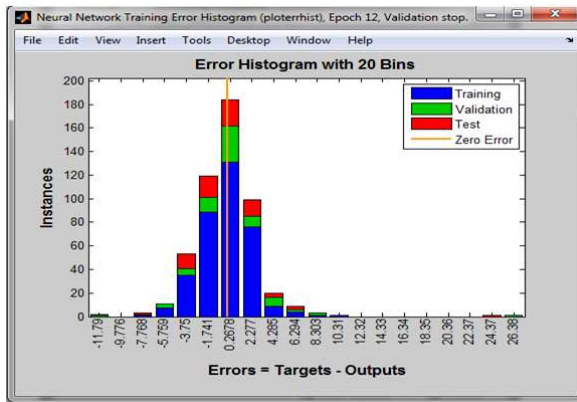 Neural Network Training Error Histogram (ploterrhist), Epoch 12, Validation stop.
File Edit View Insert Tools Desktop Window Help
Error Histogram with 20 Bins
Training
Validation
Test
Zero Error
200
180
160
140
120
100
80
60
40
20
0
Instances
-11.79 -9.776 -7.768 -5.759 -3.75 -1.741 0.2678 2.277 4.285 6.294 8.303 10.31 12.32 14.33 16.34 18.35 20.36 22.37 24.37 26.38
Errors = Targets - Outputs